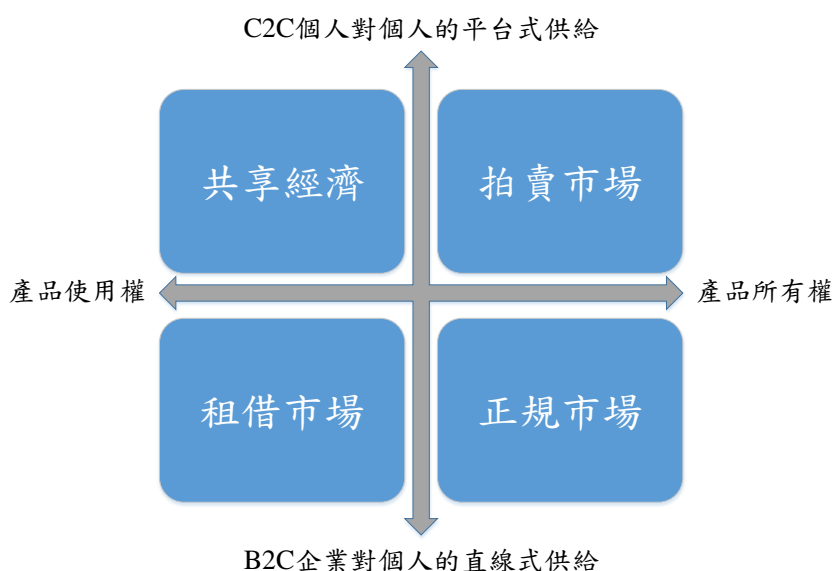 C2C個人對個人的平台式供給
共享經濟
拍賣市場
產品使用權
產品所有權
租借市場
正規市場
B2C企業對個人的直線式供給